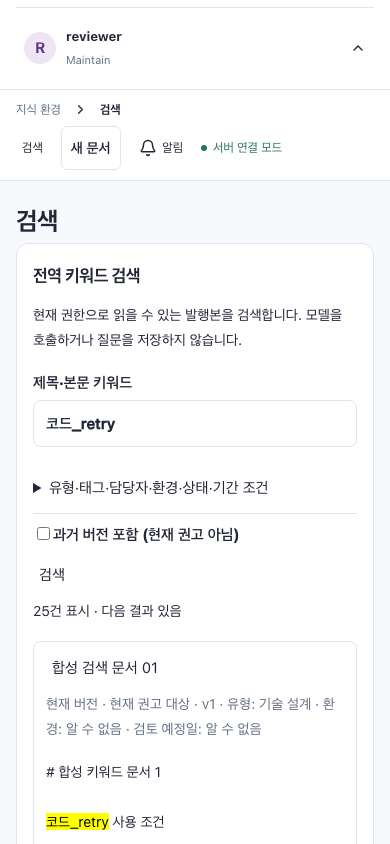 R
reviewer
Maintain
지식 환경 > 검색
검색 새 문서 알림 서버 연결 모드
검색
전역 키워드 검색
현재 권한으로 읽을 수 있는 발행본을 검색합니다. 모델을
호출하거나 질문을 저장하지 않습니다.
제목·본문 키워드
코드_retry
유형·태그·담당자·환경·상태·기간 조건
과거 버전 포함 (현재 권고 아님)
검색
25건 표시 · 다음 결과 있음
합성 검색 문서 01
현재 버전 · 현재 권고 대상 · v1 · 유형: 기술 설계 · 환
경: 알 수 없음 · 검토 예정일: 알 수 없음
# 합성 키워드 문서 1
코드_retry 사용 조건